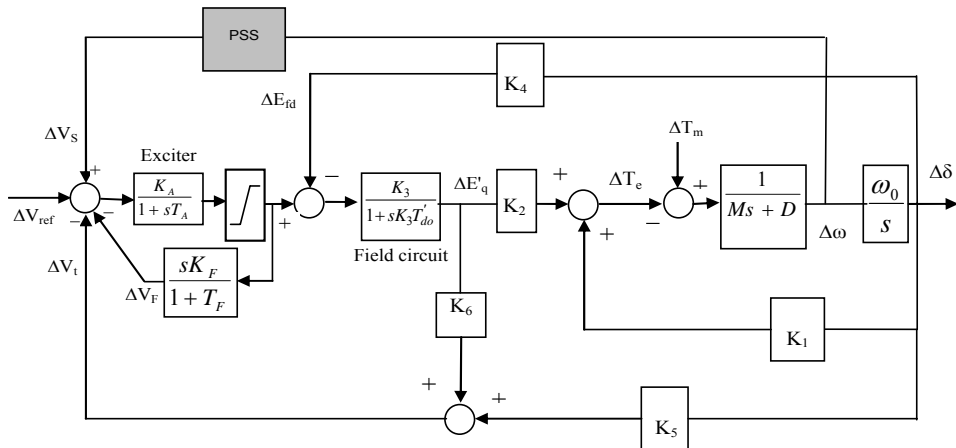 PSS
K4
ΔEfd
ΔVS
ΔTm
Exciter
+
KA
1 + sTA
−
K3
1 + sK3T'do
ΔE'q
K2
+
ΔTe
+
1
Ms + D
ω0
s
Δδ
ΔVref
−
−
+
Field circuit
+
−
Δω
ΔVt
ΔVF
sKF
1 + TF
K6
K1
+
+
K5